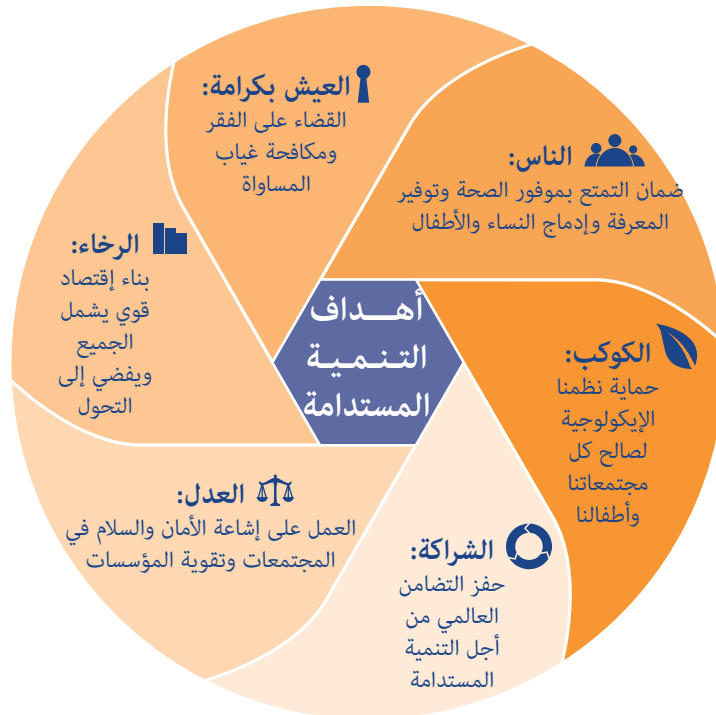 العيش بكرامة:
القضاء على الفقر
ومكافحة غياب
المساواة
الناس:
ضمان التمتع بموفور الصحة وتوفير
المعرفة وإدماج النساء والأطفال
الكوكب:
حماية نظمنا
الإيكولوجية
لصالح كل
مجتمعاتنا
وأطفالنا
الشراكة:
حفز التضامن
العالمي من
أجل التنمية
المستدامة
العدل:
العمل على إشاعة الأمان والسلام في
المجتمعات وتقوية المؤسسات
الرخاء:
بناء إقتصاد
قوي يشمل
الجميع
ويفضي إلى
التحول
أهـــداف
التـنـمـيـة
المستدامة